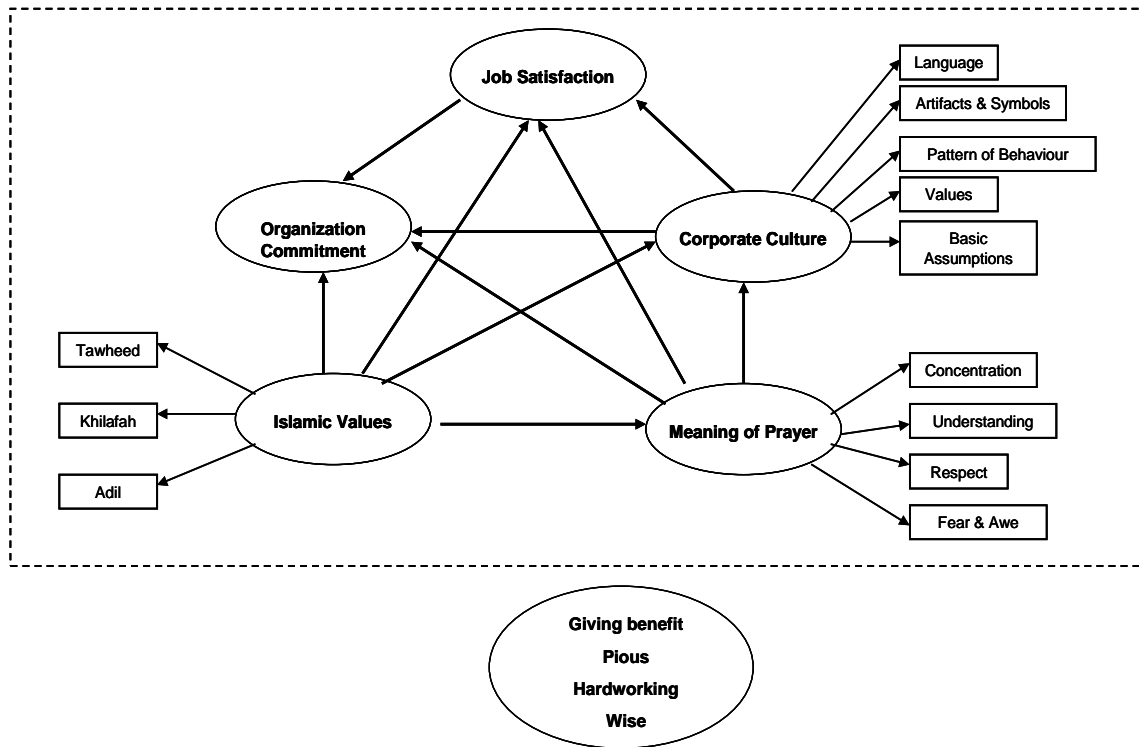 Job Satisfaction
Language
Artifacts & Symbols
Pattern of Behaviour
Values
Basic
Assumptions
Organization
Commitment
Corporate Culture
Tawheed
Khilafah
Adil
Islamic Values
Meaning of Prayer
Concentration
Understanding
Respect
Fear & Awe
Giving benefit
Pious
Hardworking
Wise